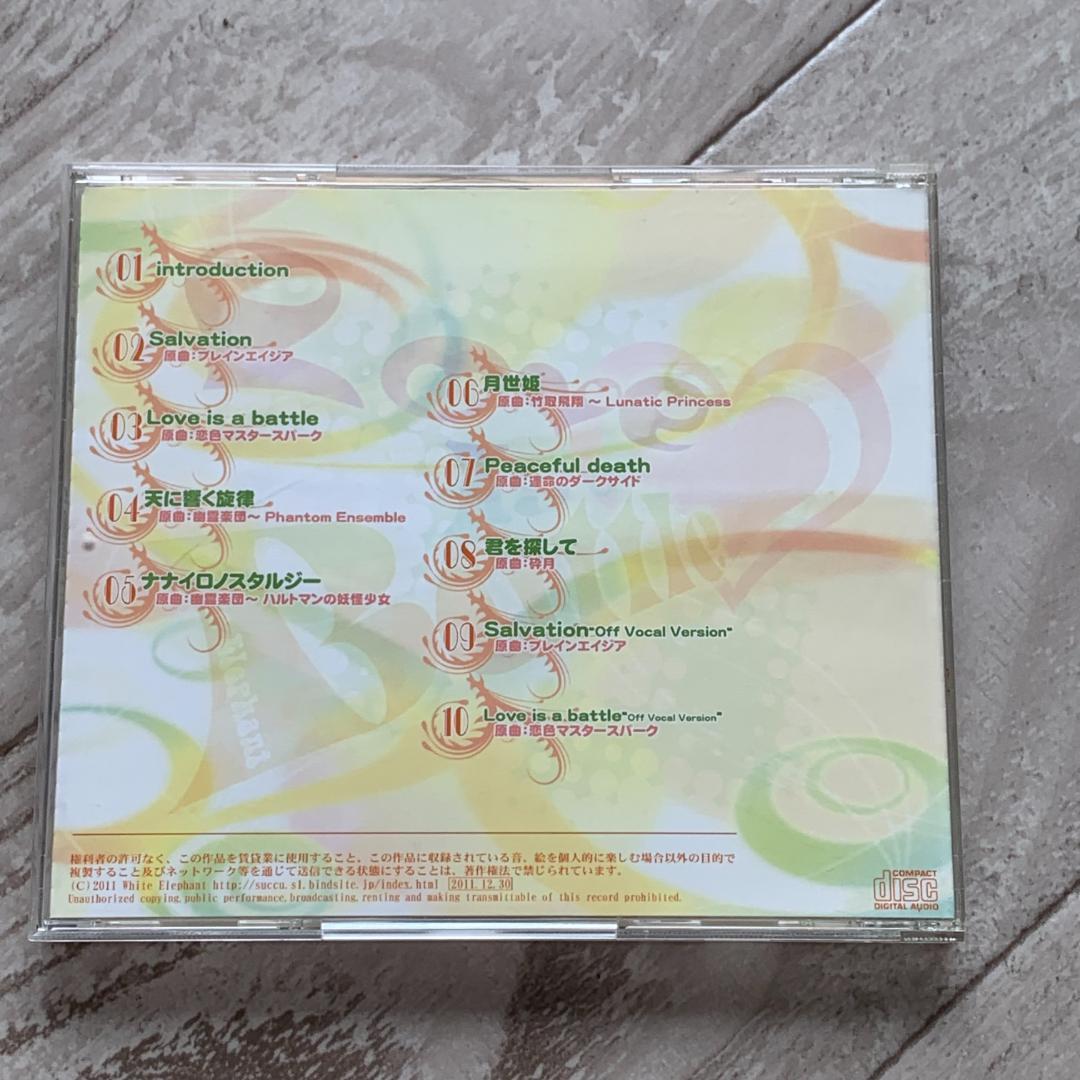 01 introduction
02 Salvation
原曲:プレインエイジア
03 Love is a battle
原曲:恋色マスタースパーク
04 天に響く旋律
原曲:幽霊楽団～ Phantom Ensemble
05 ナナイロノスタルジー
原曲:幽霊楽団～ ハルトマンの妖怪少女
06 月世姫
原曲:竹取飛翔 ～ Lunatic Princess
07 Peaceful death
原曲:運命のダークサイド
08 君を探して
原曲:砕月
09 Salvation"Off Vocal Version"
原曲:プレインエイジア
10 Love is a battle"Off Vocal Version"
原曲:恋色マスタースパーク
権利者の許可なく、この作品を賃貸業に使用すること、この作品に収録されている音、絵を個人的に楽しむ場合以外の目的で
複製すること及びネットワーク等を通じて送信できる状態にすることは、著作権法で禁じられています。
(C)2011 White Elephant http://succu.s1.bindsite.jp/index.html 2011.12.30
Unauthorized copying,public performance,broadcasting,renting and making transmittable of this record prohibited.
COMPACT
disc
DIGITAL AUDIO